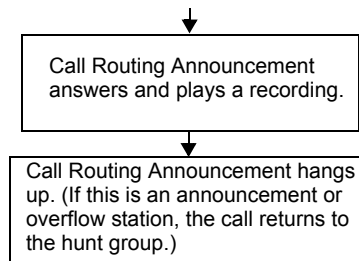 Call Routing Announcement
answers and plays a recording.
Call Routing Announcement hangs
up. (If this is an announcement or
overflow station, the call returns to
the hunt group.)